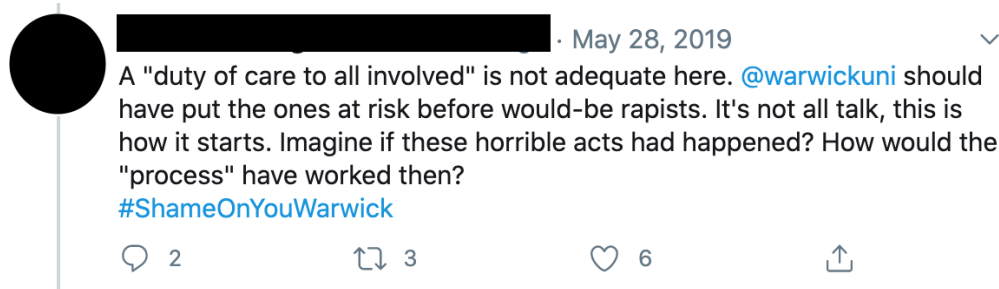 · May 28, 2019
A "duty of care to all involved" is not adequate here. @warwickuni should
have put the ones at risk before would-be rapists. It's not all talk, this is
how it starts. Imagine if these horrible acts had happened? How would the
"process" have worked then?
#ShameOnYouWarwick
2 3 6